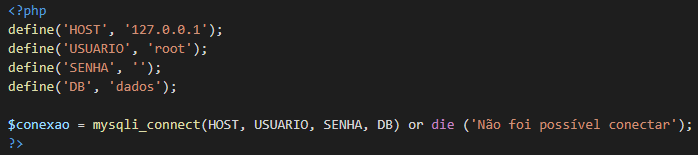 <?php
define('HOST', '127.0.0.1');
define('USUARIO', 'root');
define('SENHA', '');
define('DB', 'dados');
$conexao = mysqli_connect(HOST, USUARIO, SENHA, DB) or die ('Não foi possível conectar');
?>